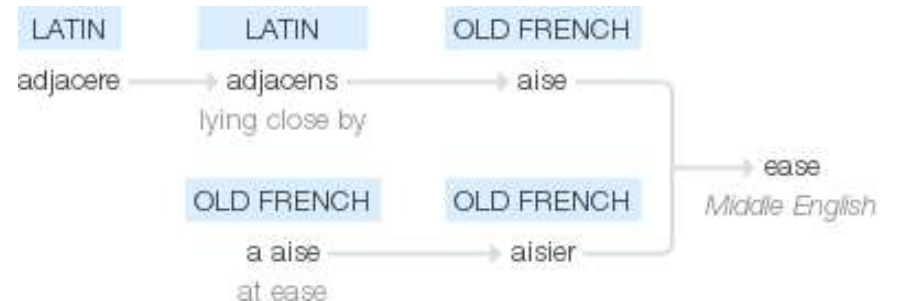 LATIN LATIN OLD FRENCH
adjacere adjacens aise
lying close by
ease
OLD FRENCH OLD FRENCH Middle English
a aise aisier
at ease